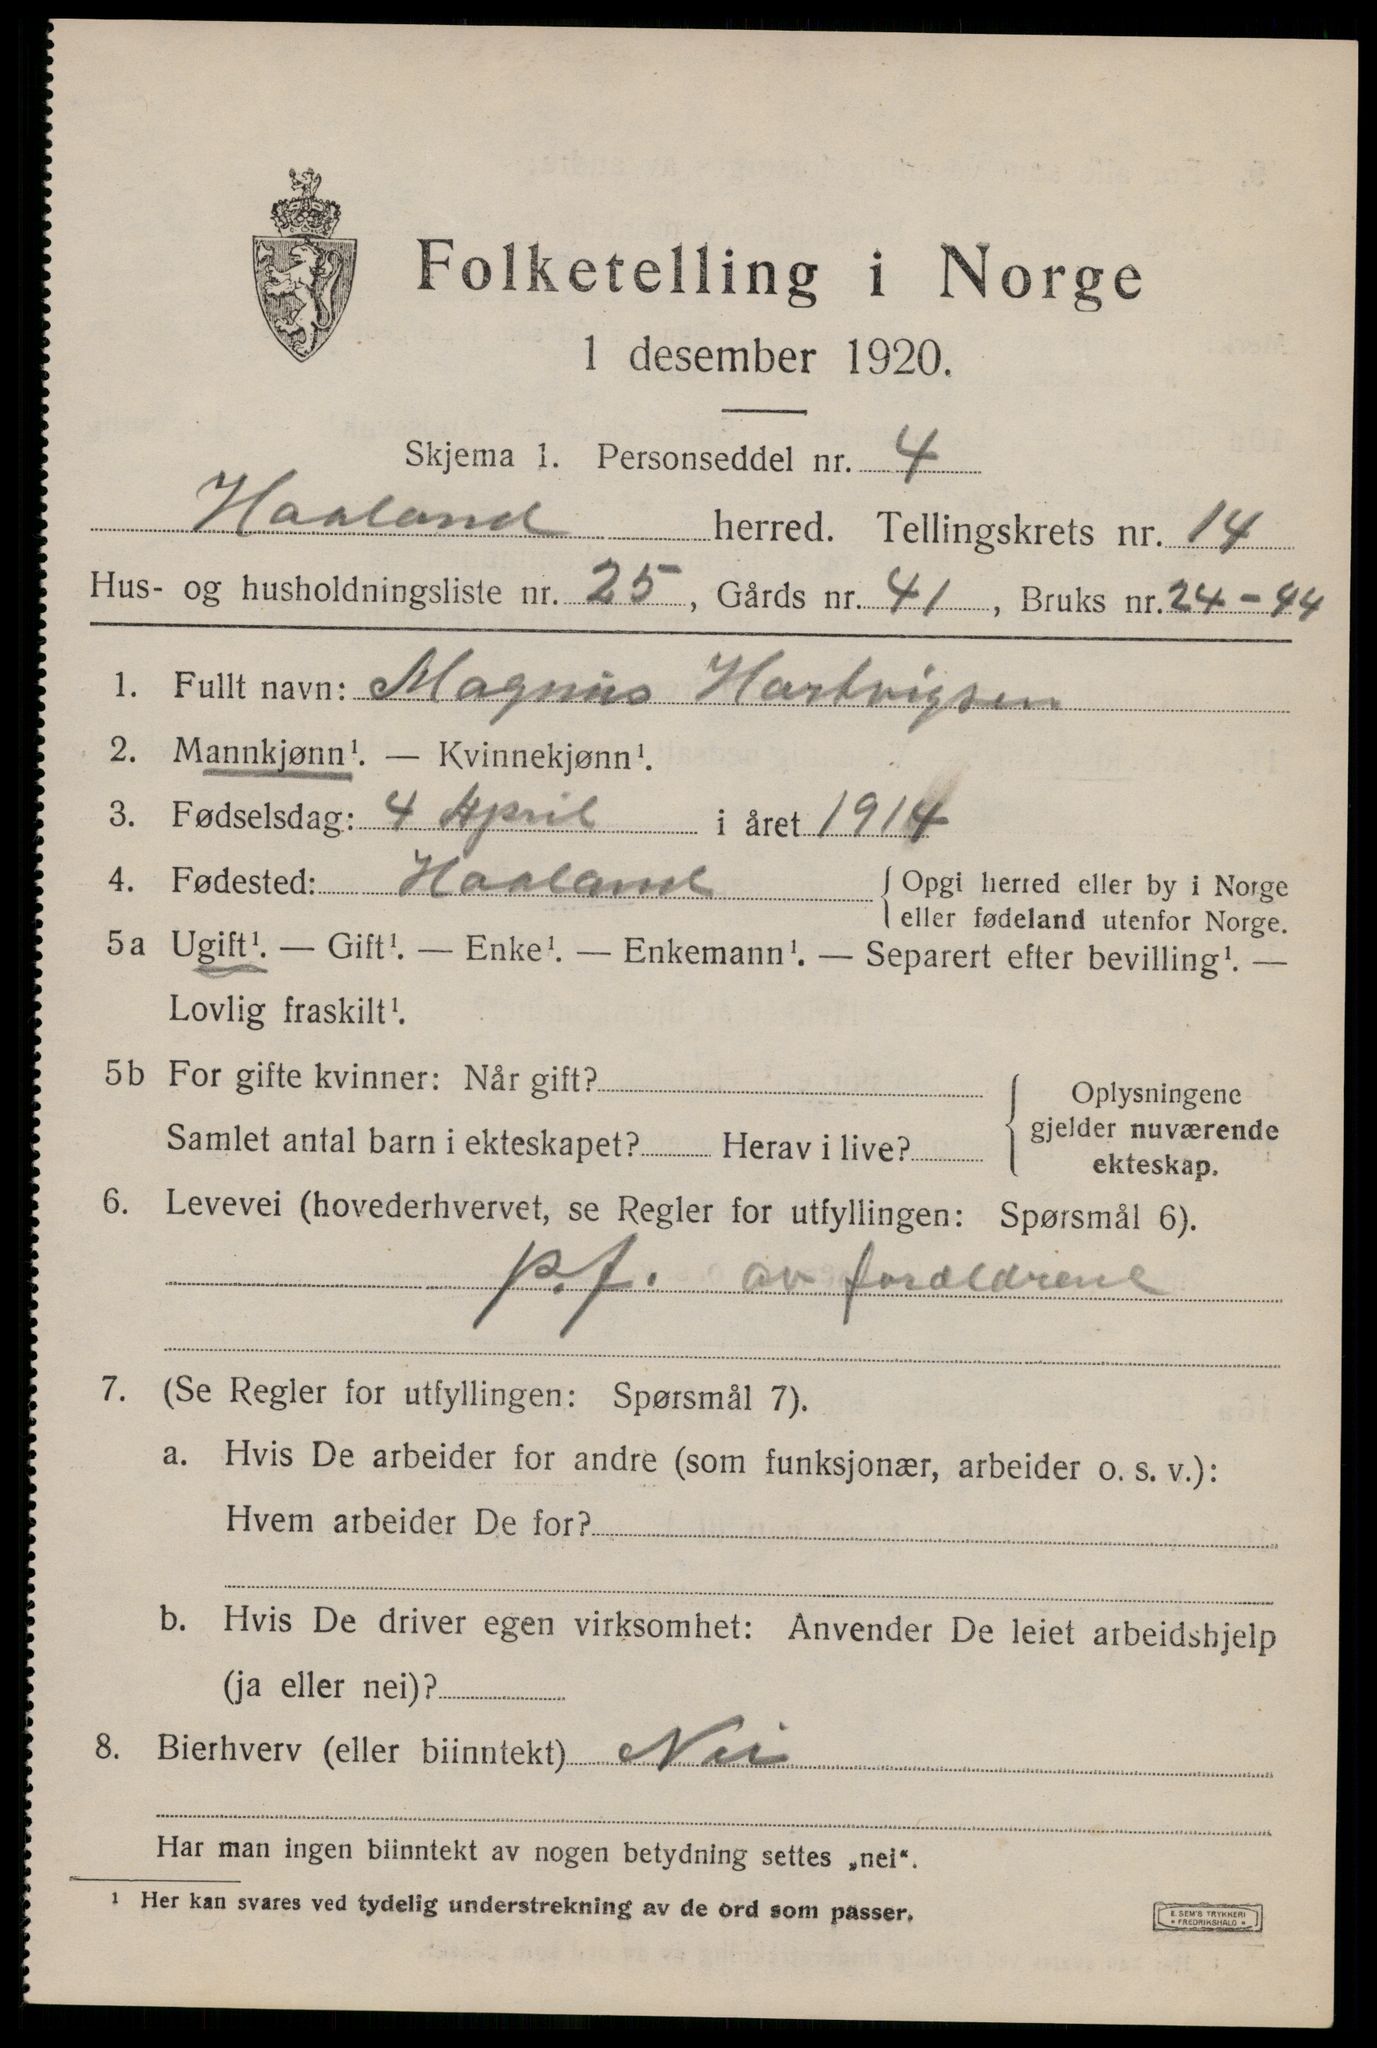 Folketelling i Norge
1 desember 1920.
Skjema 1. Personseddel nr. 4
Haaland herred. Tellingskrets nr. 14
Hus- og husholdningsliste nr. 25, Gårds nr. 41, Bruks nr. 24-44
1. Fullt navn: Magnus Hartvigsen
2. Mannkjønn¹. — Kvinnekjønn¹.
3. Fødselsdag: 4 April i året 1914
4. Fødested: Haaland { Opgi herred eller by i Norge
eller fødeland utenfor Norge.
5a Ugift¹. — Gift¹. — Enke¹. — Enkemann¹. — Separert efter bevilling¹. —
Lovlig fraskilt¹.
5b For gifte kvinner: Når gift? { Oplysningene
Samlet antal barn i ekteskapet? Herav i live? gjelder nuværende
ekteskap.
6. Levevei (hovederhvervet, se Regler for utfyllingen: Spørsmål 6).
p.f. av foraldrene
7. (Se Regler for utfyllingen: Spørsmål 7).
a. Hvis De arbeider for andre (som funksjonær, arbeider o. s. v.):
Hvem arbeider De for?
b. Hvis De driver egen virksomhet: Anvender De leiet arbeidshjelp
(ja eller nei)?
8. Bierhverv (eller biinntekt) Nei
Har man ingen biinntekt av nogen betydning settes „nei“.
¹ Her kan svares ved tydelig understrekning av de ord som passer.
E. SEM'S TRYKKERI
* FREDRIKSHALD *